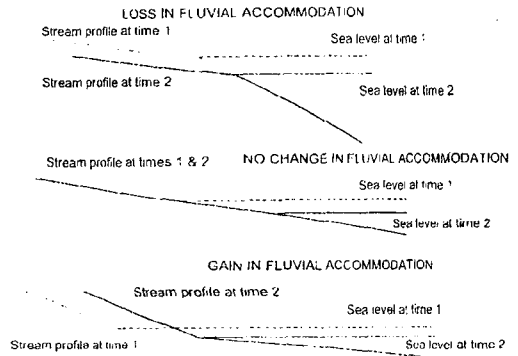 LOSS IN FLUVIAL ACCOMMODATION
Stream profile at time 1
Sea level at time 1
Stream profile at time 2
Sea level at time 2
Stream profile at times 1 & 2
NO CHANGE IN FLUVIAL ACCOMMODATION
Sea level at time 1
Sea level at time 2
GAIN IN FLUVIAL ACCOMMODATION
Stream profile at time 2
Sea level at time 1
Stream profile at time 1
Sea level at time 2